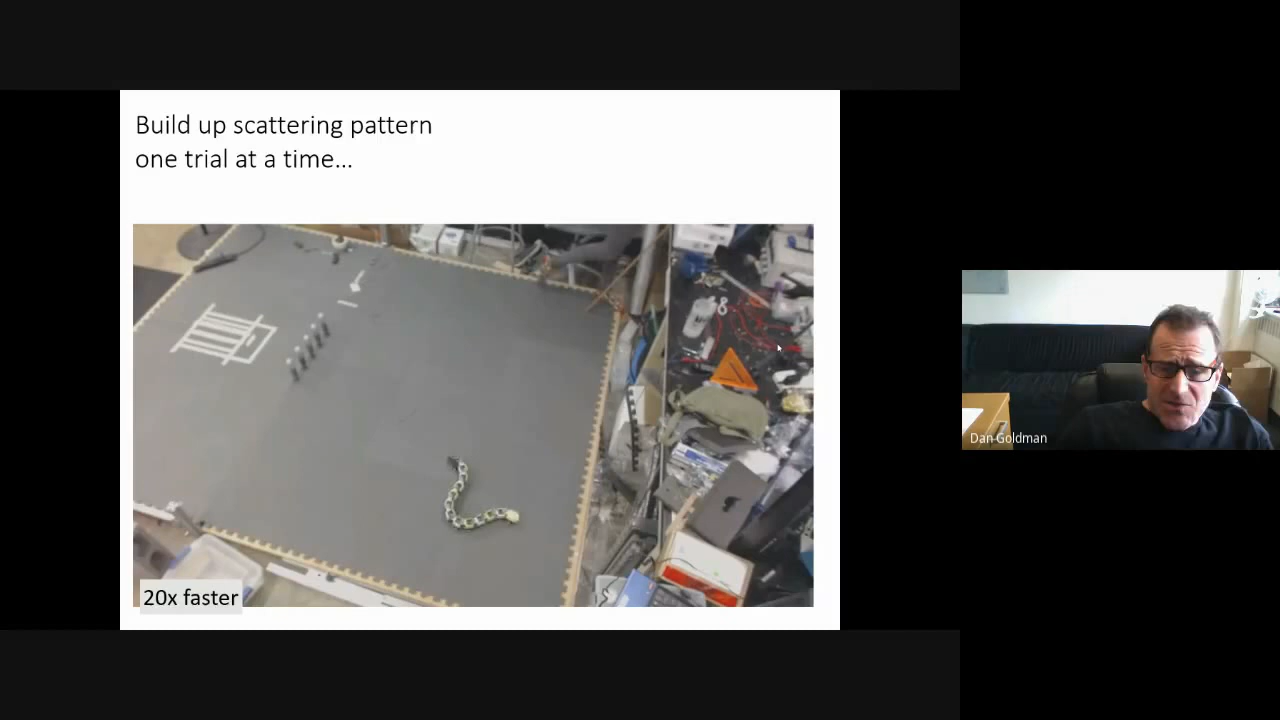 Build up scattering pattern
one trial at a time...
20x faster
Dan Goldman